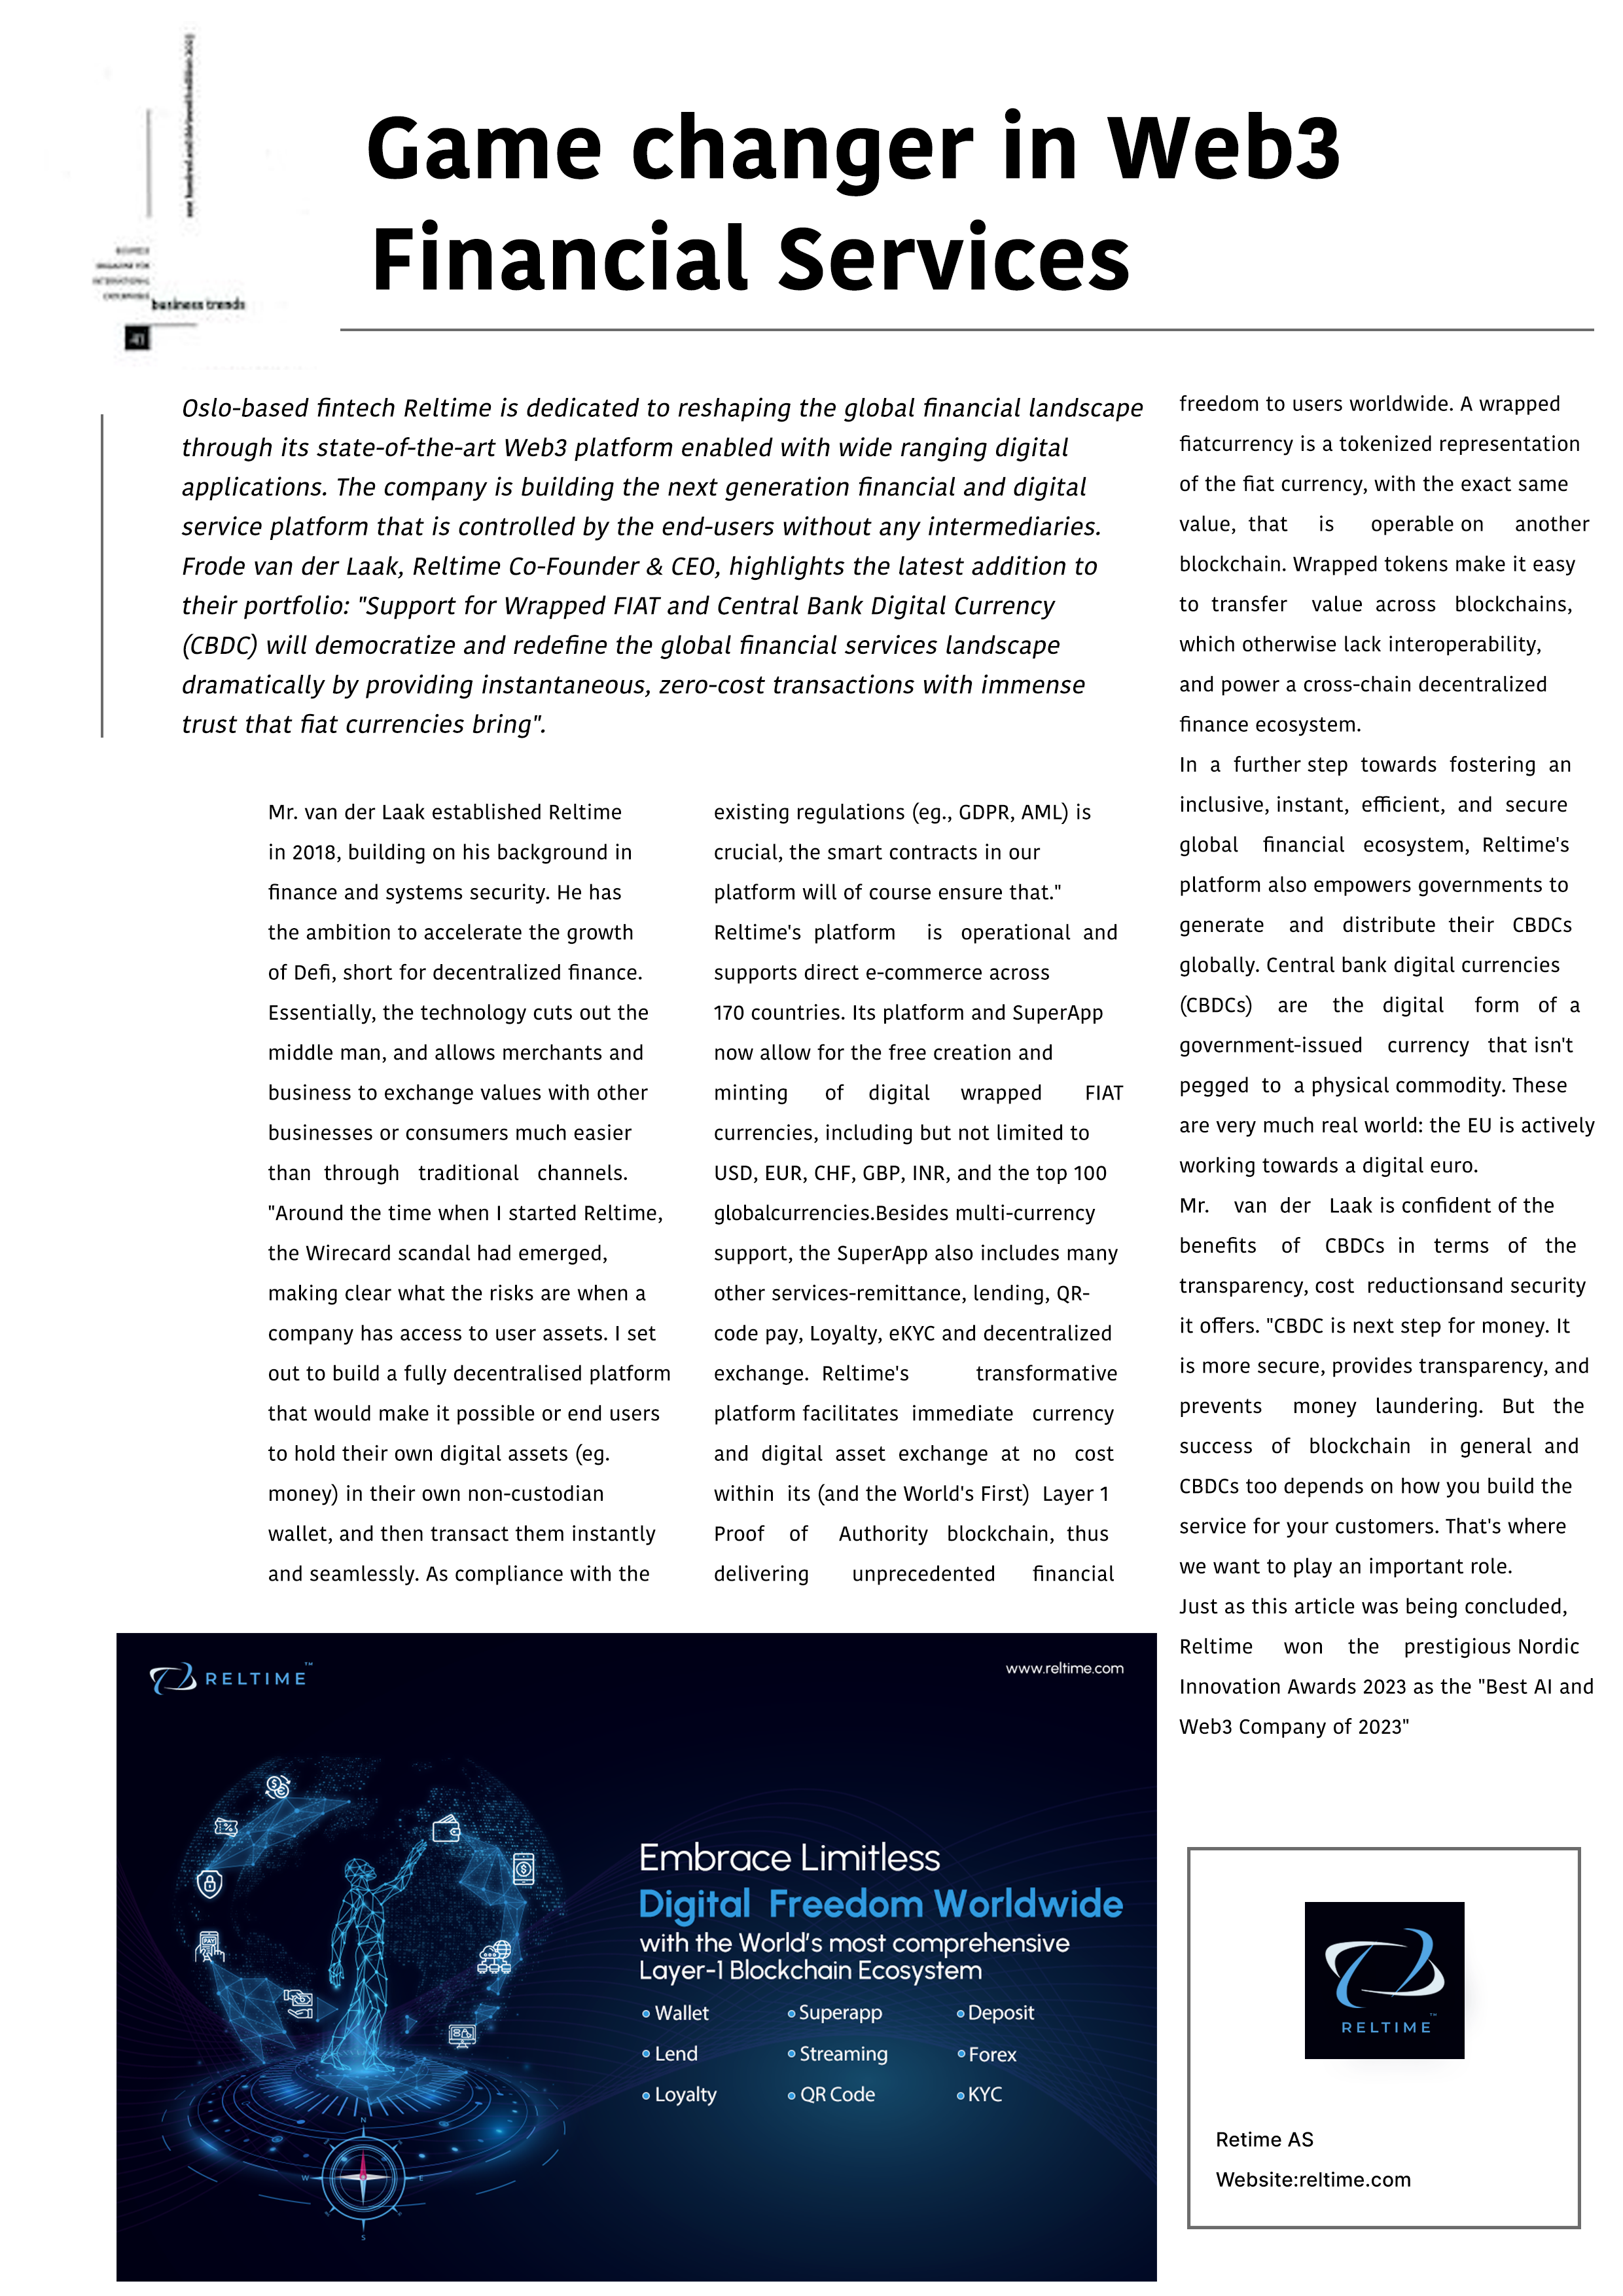 BUSINESS
MAGAZINE FOR
INTERNATIONAL
ENTERPRISES
business trends
41
Game changer in Web3
Financial Services
Oslo-based fintech Reltime is dedicated to reshaping the global financial landscape
through its state-of-the-art Web3 platform enabled with wide ranging digital
applications. The company is building the next generation financial and digital
service platform that is controlled by the end-users without any intermediaries.
Frode van der Laak, Reltime Co-Founder & CEO, highlights the latest addition to
their portfolio: "Support for Wrapped FIAT and Central Bank Digital Currency
(CBDC) will democratize and redefine the global financial services landscape
dramatically by providing instantaneous, zero-cost transactions with immense
trust that fiat currencies bring".
Mr. van der Laak established Reltime
in 2018, building on his background in
finance and systems security. He has
the ambition to accelerate the growth
of Defi, short for decentralized finance.
Essentially, the technology cuts out the
middle man, and allows merchants and
business to exchange values with other
businesses or consumers much easier
than through traditional channels.
"Around the time when I started Reltime,
the Wirecard scandal had emerged,
making clear what the risks are when a
company has access to user assets. I set
out to build a fully decentralised platform
that would make it possible or end users
to hold their own digital assets (eg.
money) in their own non-custodian
wallet, and then transact them instantly
and seamlessly. As compliance with the
existing regulations (eg., GDPR, AML) is
crucial, the smart contracts in our
platform will of course ensure that."
Reltime's platform is operational and
supports direct e-commerce across
170 countries. Its platform and SuperApp
now allow for the free creation and
minting of digital wrapped FIAT
currencies, including but not limited to
USD, EUR, CHF, GBP, INR, and the top 100
globalcurrencies.Besides multi-currency
support, the SuperApp also includes many
other services-remittance, lending, QR-
code pay, Loyalty, eKYC and decentralized
exchange. Reltime's transformative
platform facilitates immediate currency
and digital asset exchange at no cost
within its (and the World's First) Layer 1
Proof of Authority blockchain, thus
delivering unprecedented financial
freedom to users worldwide. A wrapped
fiatcurrency is a tokenized representation
of the fiat currency, with the exact same
value, that is operable on another
blockchain. Wrapped tokens make it easy
to transfer value across blockchains,
which otherwise lack interoperability,
and power a cross-chain decentralized
finance ecosystem.
In a further step towards fostering an
inclusive, instant, efficient, and secure
global financial ecosystem, Reltime's
platform also empowers governments to
generate and distribute their CBDCs
globally. Central bank digital currencies
(CBDCs) are the digital form of a
government-issued currency that isn't
pegged to a physical commodity. These
are very much real world: the EU is actively
working towards a digital euro.
Mr. van der Laak is confident of the
benefits of CBDCs in terms of the
transparency, cost reductionsand security
it offers. "CBDC is next step for money. It
is more secure, provides transparency, and
prevents money laundering. But the
success of blockchain in general and
CBDCs too depends on how you build the
service for your customers. That's where
we want to play an important role.
Just as this article was being concluded,
Reltime won the prestigious Nordic
Innovation Awards 2023 as the "Best AI and
Web3 Company of 2023"
RELTIME™
www.reltime.com
PAY
Embrace Limitless
Digital Freedom Worldwide
with the World's most comprehensive
Layer-1 Blockchain Ecosystem
• Wallet
• Superapp
• Deposit
• Lend
• Streaming
• Forex
• Loyalty
• QR Code
• KYC
N
W
E
S
RELTIME™
Retime AS
Website:reltime.com